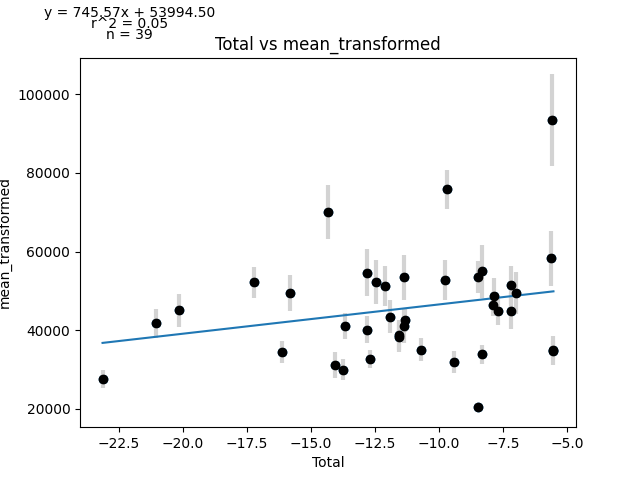 y = 745.57x + 53994.50
r^2 = 0.05
n = 39
Total vs mean_transformed
100000
80000
60000
40000
20000
mean_transformed
−22.5 −20.0 −17.5 −15.0 −12.5 −10.0 −7.5 −5.0
Total